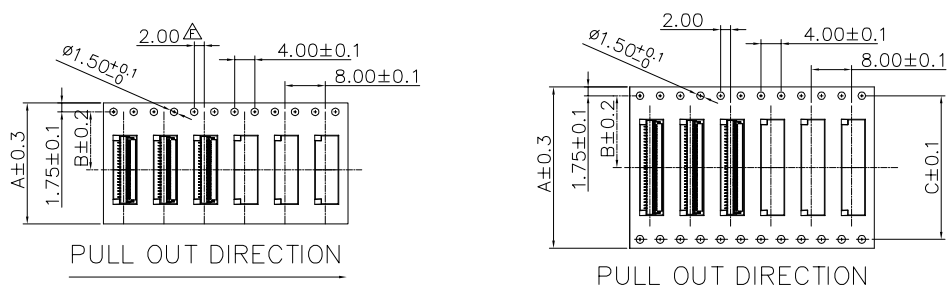 2.00 F
4.00±0.1
ø1.50+0.1-0
8.00±0.1
A±0.3
1.75±0.1
B±0.2
PULL OUT DIRECTION
2.00
4.00±0.1
ø1.50+0.1-0
8.00±0.1
A±0.3
1.75±0.1
B±0.2
C±0.1
PULL OUT DIRECTION